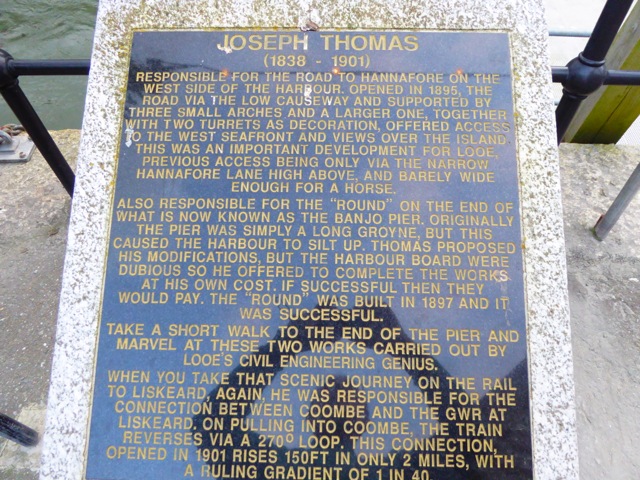 JOSEPH THOMAS
(1838 - 1901)
RESPONSIBLE FOR THE ROAD TO HANNAFORE ON THE
WEST SIDE OF THE HARBOUR. OPENED IN 1895, THE
ROAD VIA THE LOW CAUSEWAY AND SUPPORTED BY
THREE SMALL ARCHES AND A LARGER ONE, TOGETHER
WITH TWO TURRETS AS DECORATION, OFFERED ACCESS
TO THE WEST SEAFRONT AND VIEWS OVER THE ISLAND.
THIS WAS AN IMPORTANT DEVELOPMENT FOR LOOE,
PREVIOUS ACCESS BEING ONLY VIA THE NARROW
HANNAFORE LANE HIGH ABOVE, AND BARELY WIDE
ENOUGH FOR A HORSE.
ALSO RESPONSIBLE FOR THE "ROUND" ON THE END OF
WHAT IS NOW KNOWN AS THE BANJO PIER. ORIGINALLY
THE PIER WAS SIMPLY A LONG GROYNE, BUT THIS
CAUSED THE HARBOUR TO SILT UP. THOMAS PROPOSED
HIS MODIFICATIONS, BUT THE HARBOUR BOARD WERE
DUBIOUS SO HE OFFERED TO COMPLETE THE WORKS
AT HIS OWN COST. IF SUCCESSFUL THEN THEY
WOULD PAY. THE "ROUND" WAS BUILT IN 1897 AND IT
WAS SUCCESSFUL.
TAKE A SHORT WALK TO THE END OF THE PIER AND
MARVEL AT THESE TWO WORKS CARRIED OUT BY
LOOE'S CIVIL ENGINEERING GENIUS.
WHEN YOU TAKE THAT SCENIC JOURNEY ON THE RAIL
TO LISKEARD, AGAIN, HE WAS RESPONSIBLE FOR THE
CONNECTION BETWEEN COOMBE AND THE GWR AT
LISKEARD. ON PULLING INTO COOMBE, THE TRAIN
REVERSES VIA A 270° LOOP. THIS CONNECTION,
OPENED IN 1901 RISES 150FT IN ONLY 2 MILES, WITH
A RULING GRADIENT OF 1 IN 40.